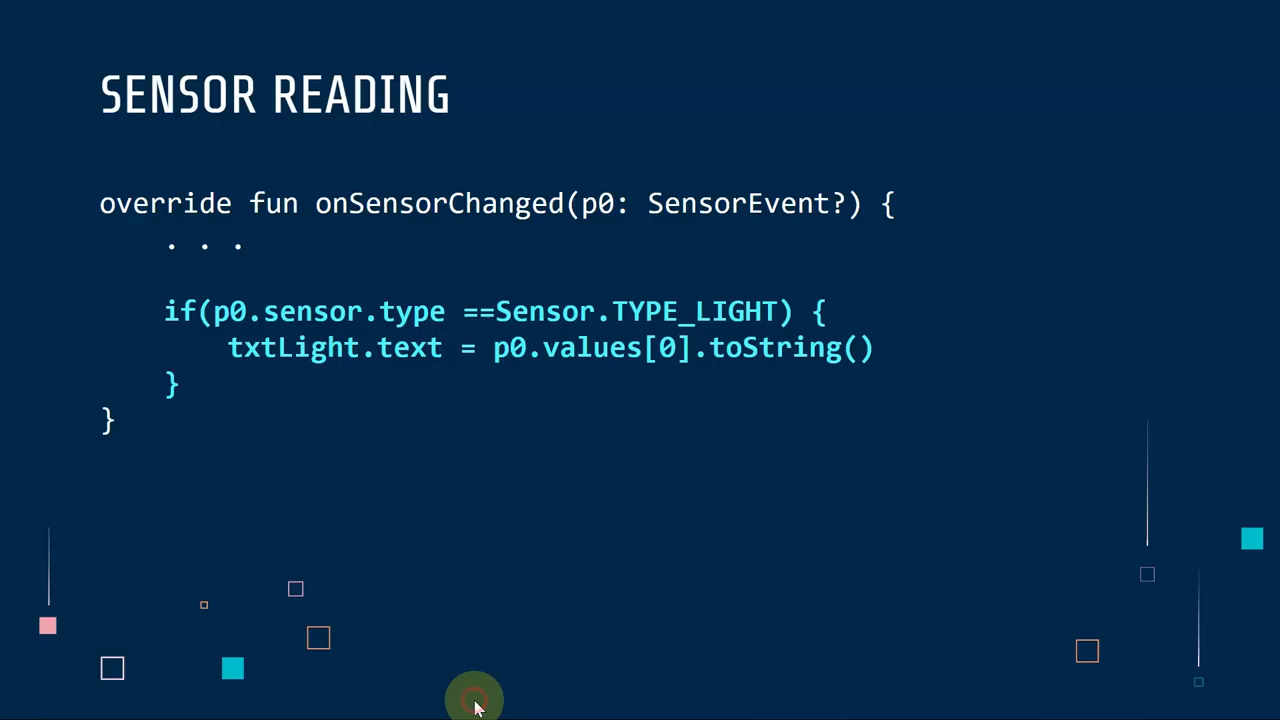 SENSOR READING
override fun onSensorChanged(p0: SensorEvent?) {
. . .
if(p0.sensor.type ==Sensor.TYPE_LIGHT) {
txtLight.text = p0.values[0].toString()
}
}